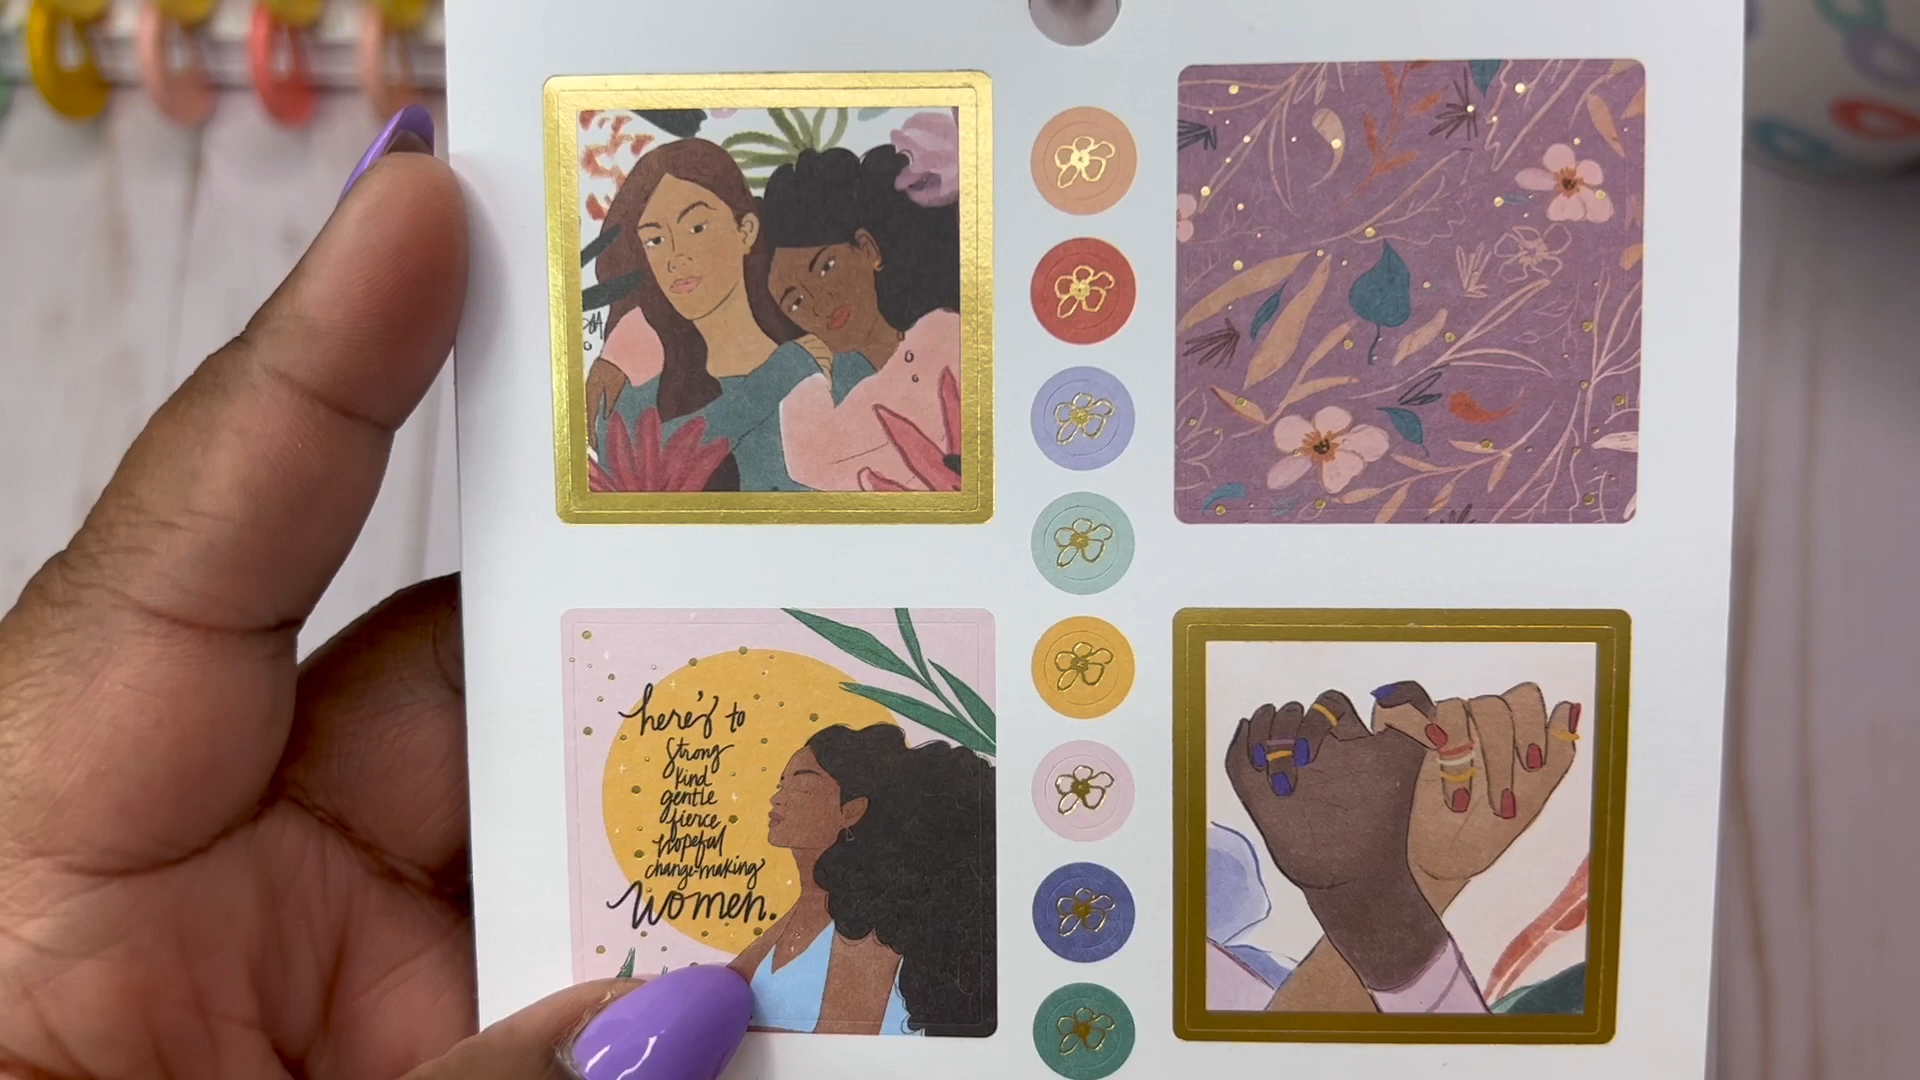 here's to
strong
kind
gentle
fierce
hopeful
change-making
women.